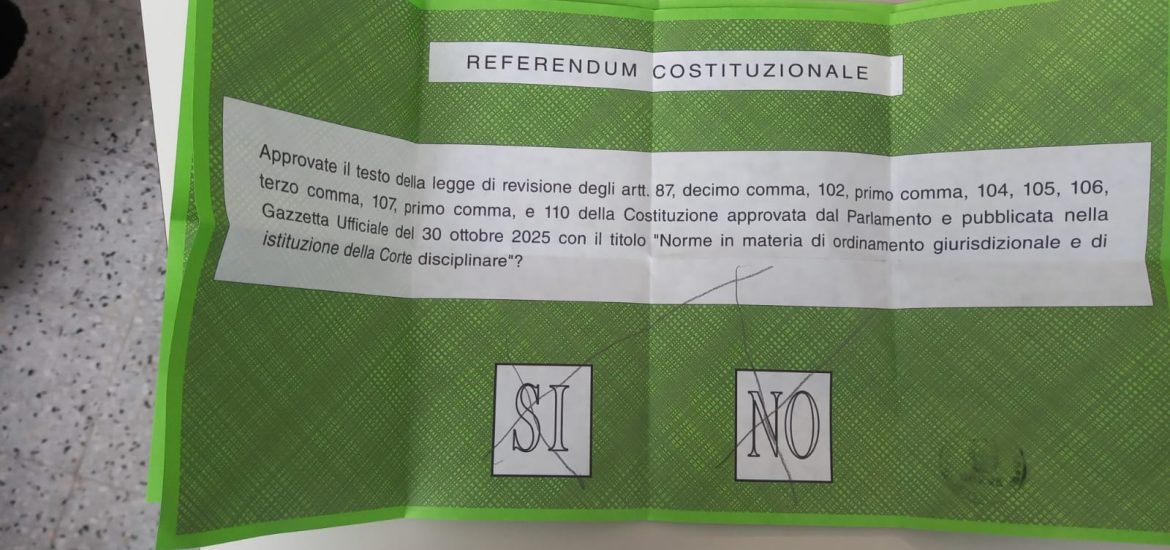 REFERENDUM COSTITUZIONALE
Approvate il testo della legge di revisione degli artt. 87, decimo comma, 102, primo comma, 104, 105, 106,
terzo comma, 107, primo comma, e 110 della Costituzione approvata dal Parlamento e pubblicata nella
Gazzetta Ufficiale del 30 ottobre 2025 con il titolo "Norme in materia di ordinamento giurisdizionale e di
istituzione della Corte disciplinare"?
SI NO